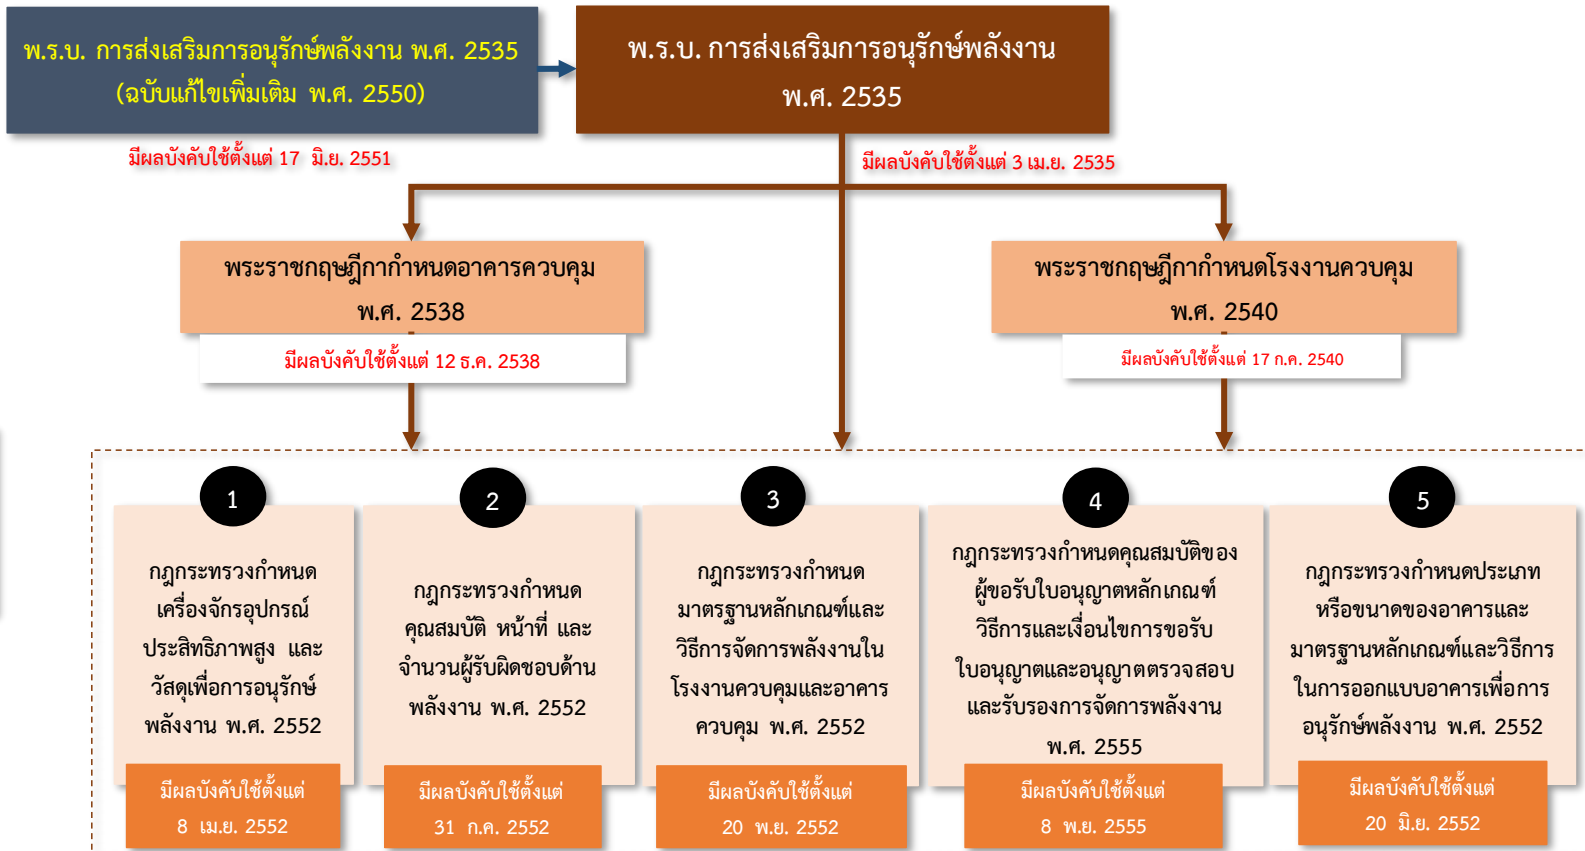 พ.ร.บ. การส่งเสริมการอนุรักษ์พลังงาน พ.ศ. 2535
(ฉบับแก้ไขเพิ่มเติม พ.ศ. 2550)
พ.ร.บ. การส่งเสริมการอนุรักษ์พลังงาน
พ.ศ. 2535
มีผลบังคับใช้ตั้งแต่ 17 มิ.ย. 2551
มีผลบังคับใช้ตั้งแต่ 3 เม.ย. 2535
พระราชกฤษฎีกากำหนดอาคารควบคุม
พ.ศ. 2538
มีผลบังคับใช้ตั้งแต่ 12 ธ.ค. 2538
พระราชกฤษฎีกากำหนดโรงงานควบคุม
พ.ศ. 2540
มีผลบังคับใช้ตั้งแต่ 17 ก.ค. 2540
1
กฎกระทรวงกำหนด
เครื่องจักรอุปกรณ์
ประสิทธิภาพสูง และ
วัสดุเพื่อการอนุรักษ์
พลังงาน พ.ศ. 2552
มีผลบังคับใช้ตั้งแต่
8 เม.ย. 2552
2
กฎกระทรวงกำหนด
คุณสมบัติ หน้าที่ และ
จำนวนผู้รับผิดชอบด้าน
พลังงาน พ.ศ. 2552
มีผลบังคับใช้ตั้งแต่
31 ก.ค. 2552
3
กฎกระทรวงกำหนด
มาตรฐานหลักเกณฑ์และ
วิธีการจัดการพลังงานใน
โรงงานควบคุมและอาคาร
ควบคุม พ.ศ. 2552
มีผลบังคับใช้ตั้งแต่
20 พ.ย. 2552
4
กฎกระทรวงกำหนดคุณสมบัติของ
ผู้ขอรับใบอนุญาตหลักเกณฑ์
วิธีการและเงื่อนไขการขอรับ
ใบอนุญาตและอนุญาตตรวจสอบ
และรับรองการจัดการพลังงาน
พ.ศ. 2555
มีผลบังคับใช้ตั้งแต่
8 พ.ย. 2555
5
กฎกระทรวงกำหนดประเภท
หรือขนาดของอาคารและ
มาตรฐานหลักเกณฑ์และวิธีการ
ในการออกแบบอาคารเพื่อการ
อนุรักษ์พลังงาน พ.ศ. 2552
มีผลบังคับใช้ตั้งแต่
20 มิ.ย. 2552